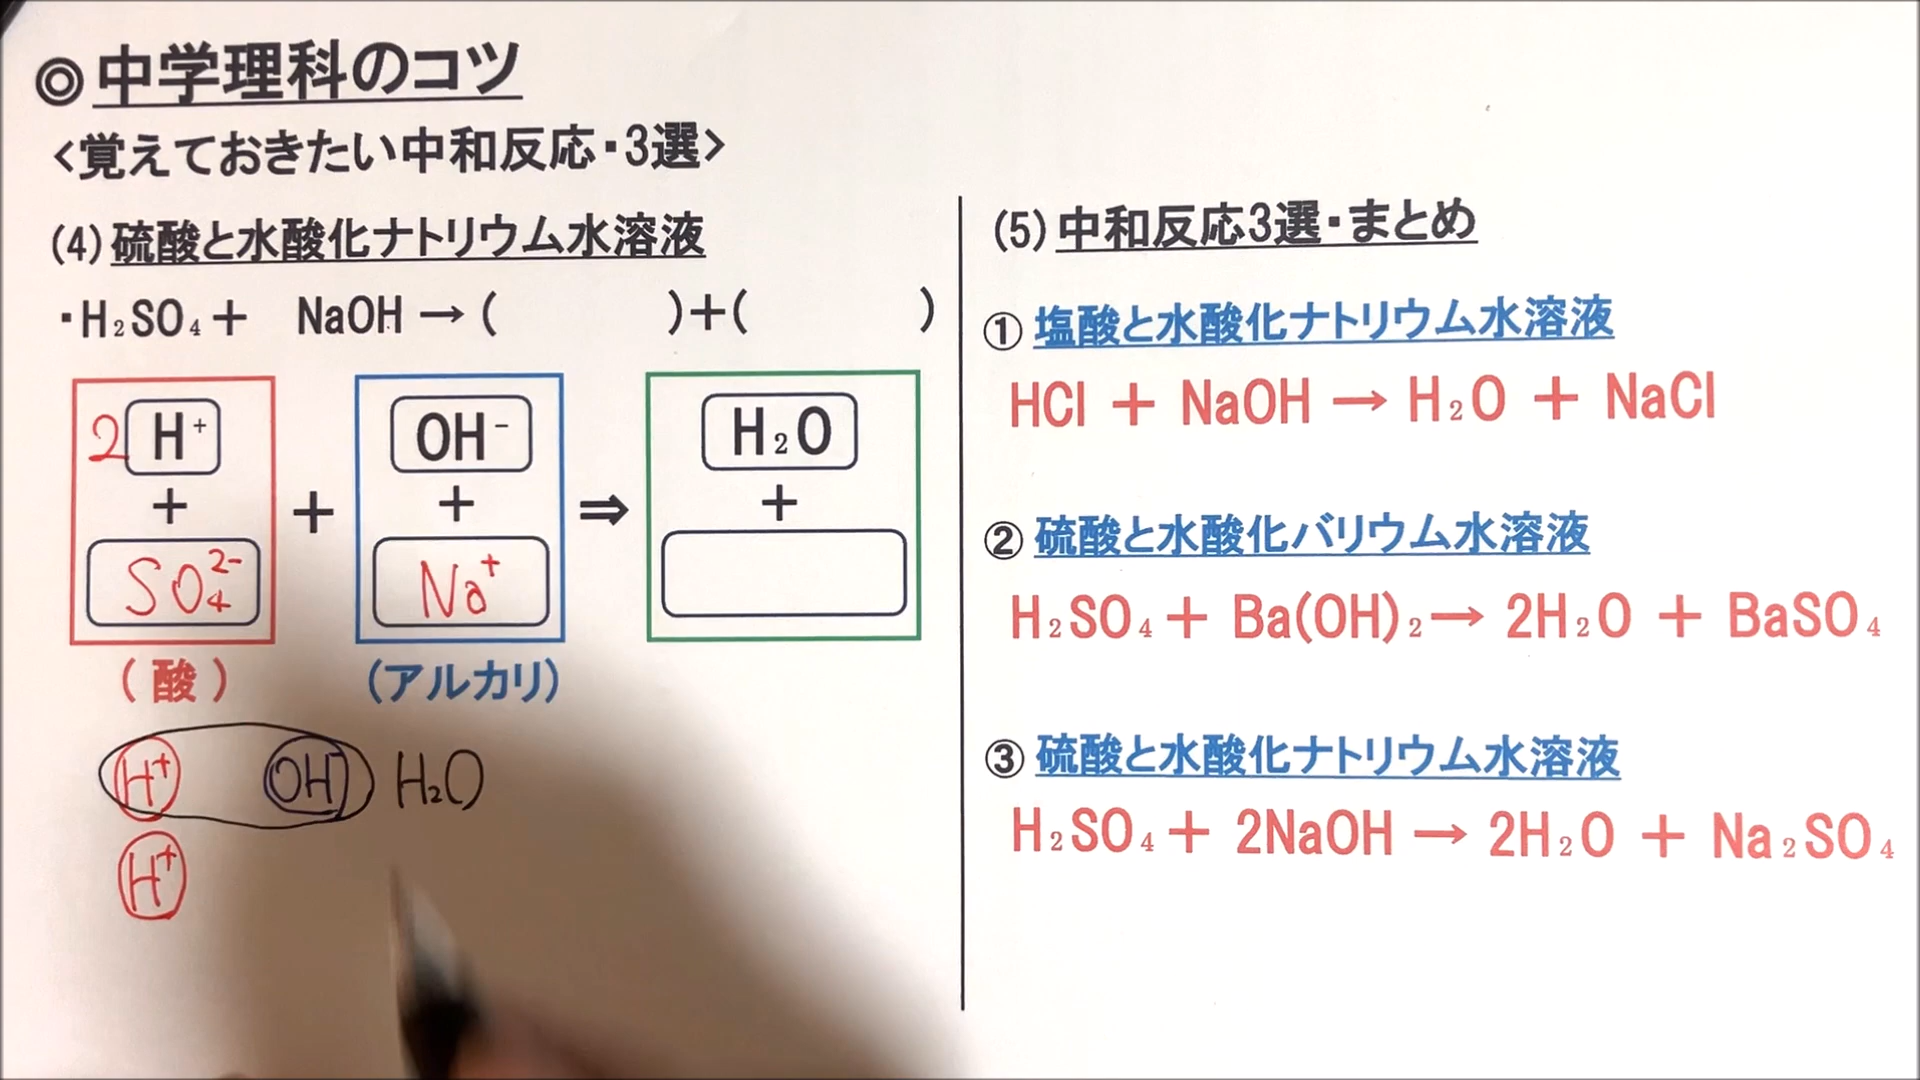 ◎中学理科のコツ
<覚えておきたい中和反応・3選>
(4)硫酸と水酸化ナトリウム水溶液
・H₂SO₄+ NaOH→( )+( )
2 H⁺ + SO₄²⁻
+
OH⁻ + Na⁺
⇒
H₂O +
(酸)
(アルカリ)
H⁺ OH⁻ H₂O
H⁺
(5)中和反応3選・まとめ
① 塩酸と水酸化ナトリウム水溶液
HCl + NaOH → H₂O + NaCl
② 硫酸と水酸化バリウム水溶液
H₂SO₄+ Ba(OH)₂→ 2H₂O + BaSO₄
③ 硫酸と水酸化ナトリウム水溶液
H₂SO₄+ 2NaOH → 2H₂O + Na₂SO₄